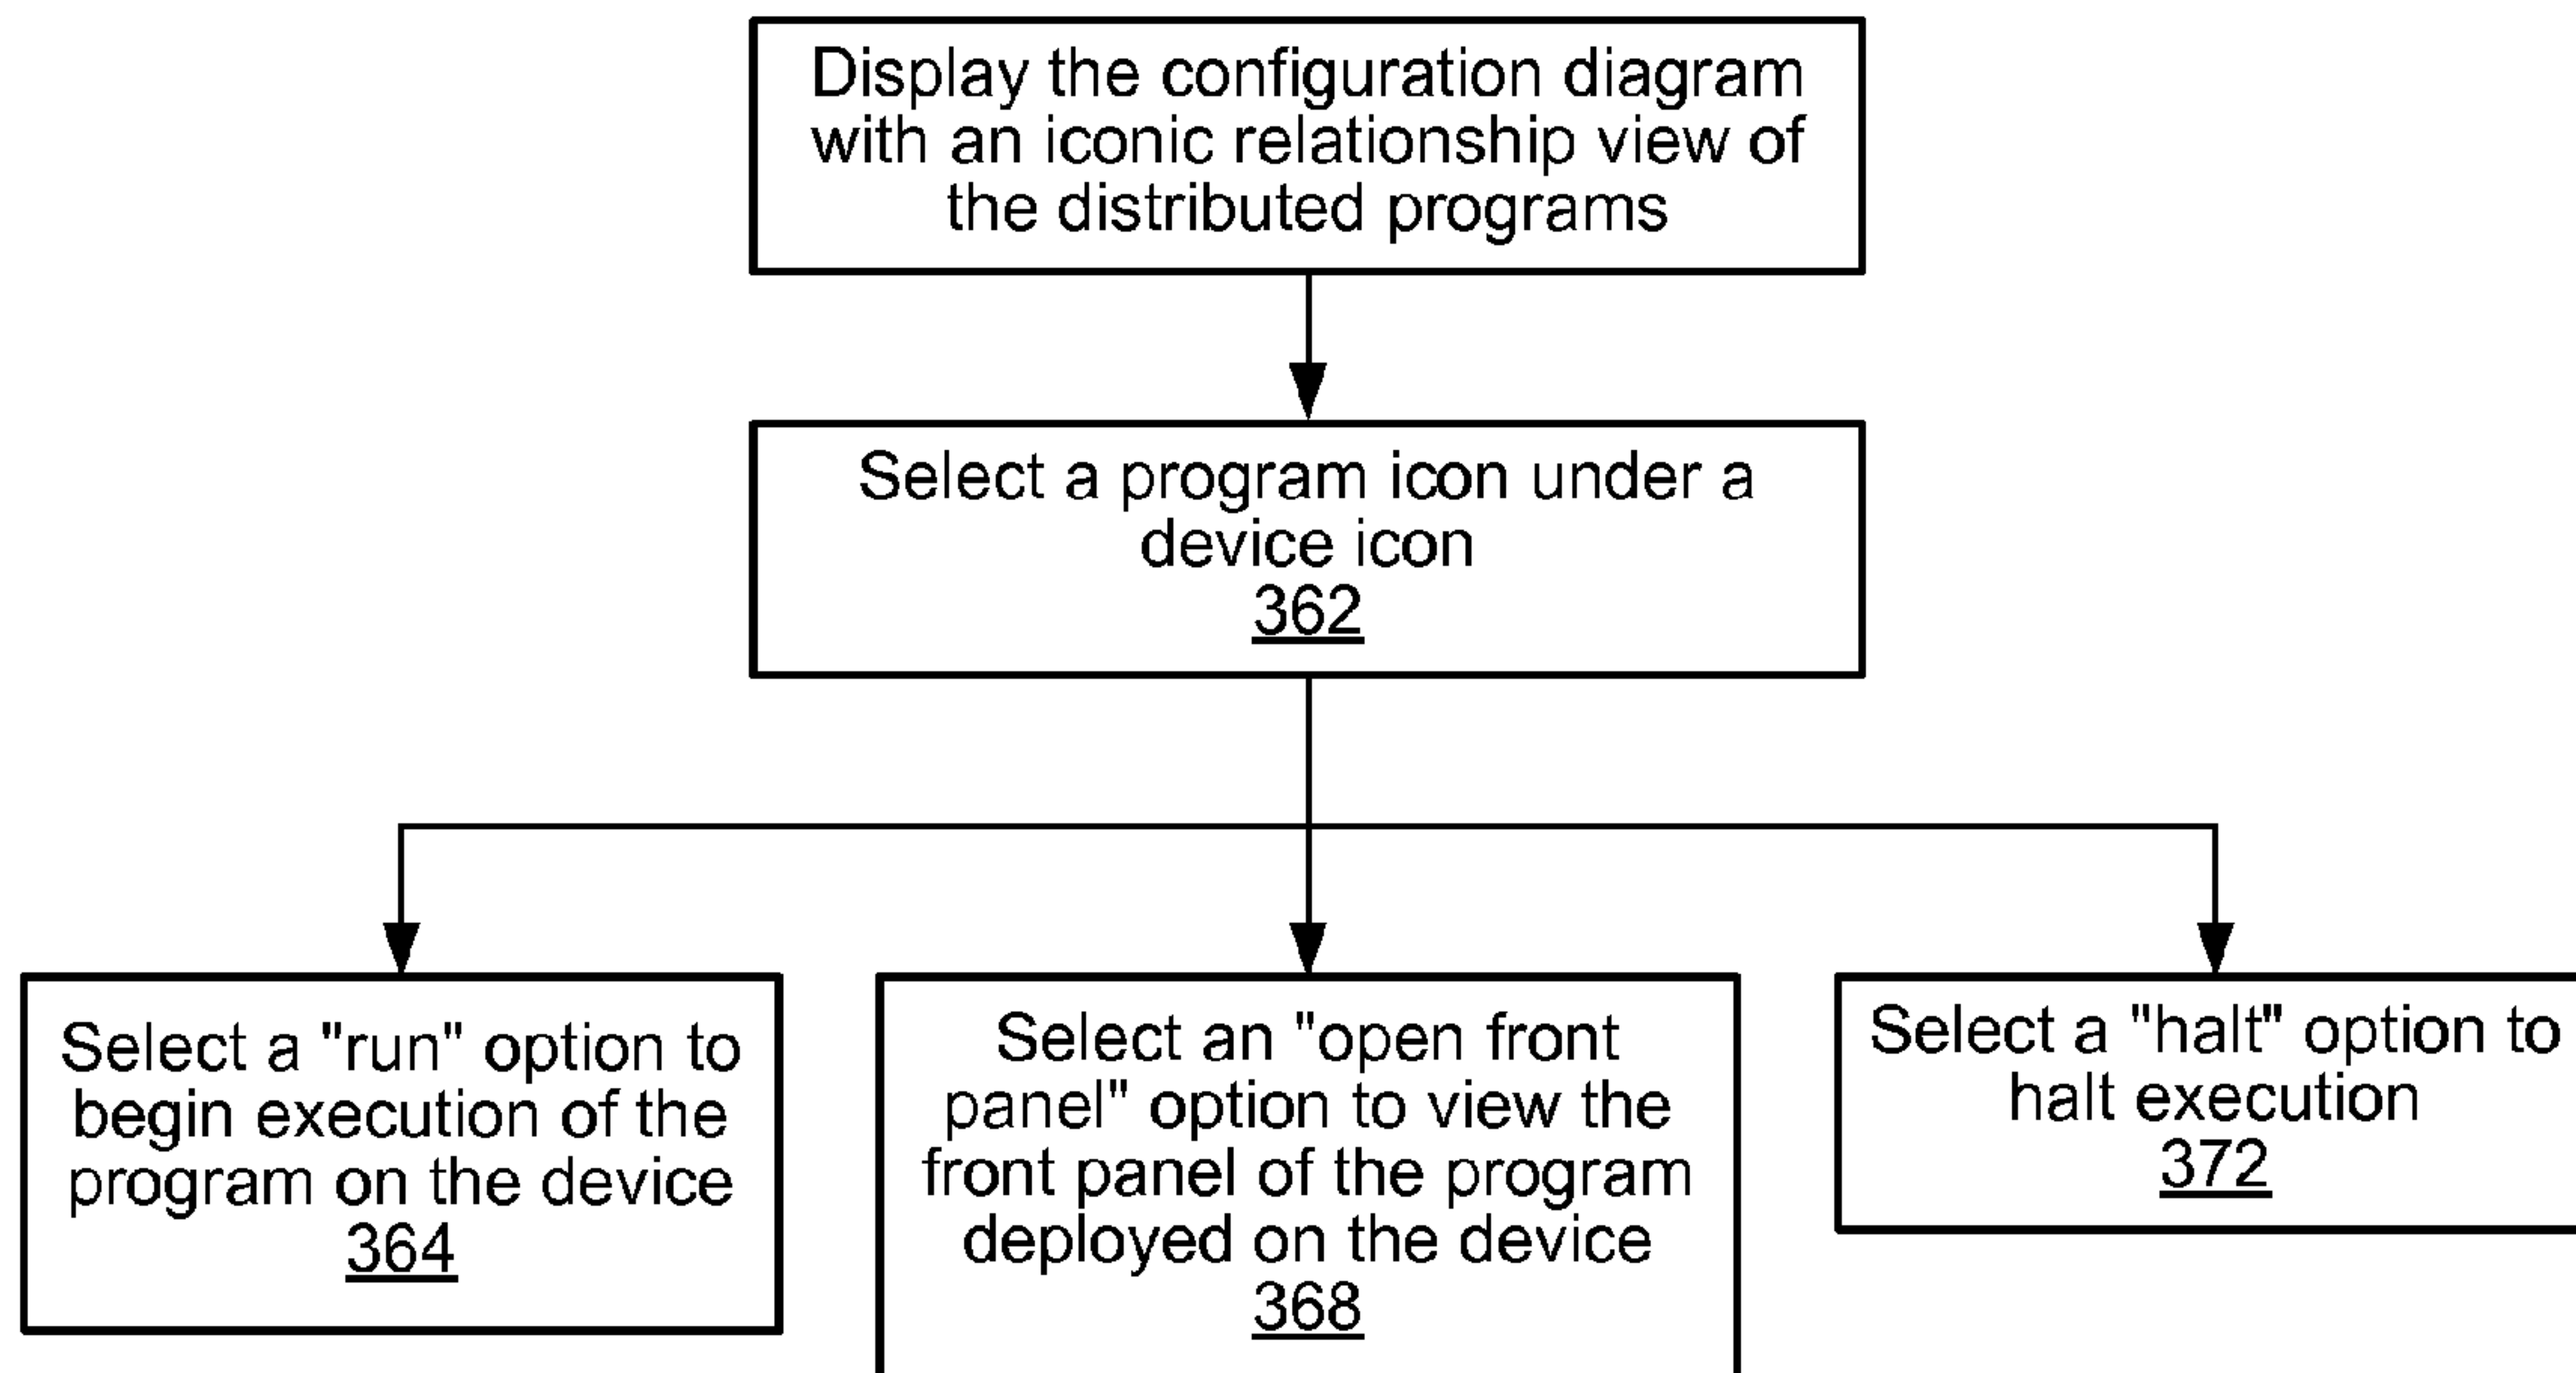 Display the configuration diagram
with an iconic relationship view of
the distributed programs
Select a program icon under a
device icon
362
Select a "run" option to
begin execution of the
program on the device
364
Select an "open front
panel" option to view the
front panel of the program
deployed on the device
368
Select a "halt" option to
halt execution
372